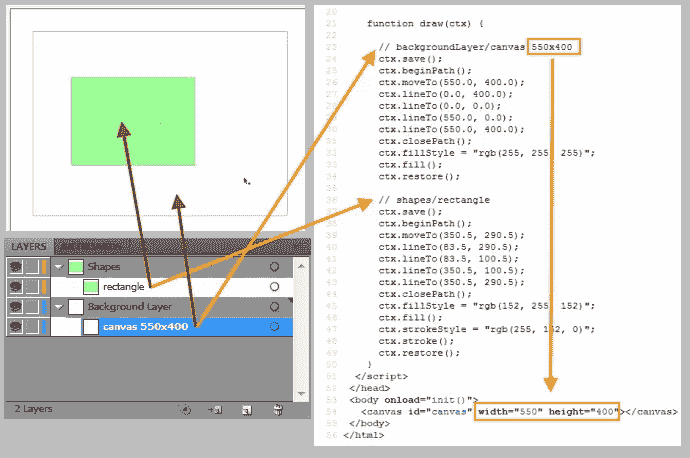 LAYERS
Shapes
rectangle
Background Layer
canvas 550x400
2 Layers
20
21 function draw(ctx) {
22
23 // backgroundLayer/canvas 550x400
24 ctx.save();
25 ctx.beginPath();
26 ctx.moveTo(550.0, 400.0);
27 ctx.lineTo(0.0, 400.0);
28 ctx.lineTo(0.0, 0.0);
29 ctx.lineTo(550.0, 0.0);
30 ctx.lineTo(550.0, 400.0);
31 ctx.closePath();
32 ctx.fillStyle = "rgb(255, 255, 255)";
33 ctx.fill();
34 ctx.restore();
35
36 // shapes/rectangle
37 ctx.save();
38 ctx.beginPath();
39 ctx.moveTo(350.5, 290.5);
40 ctx.lineTo(83.5, 290.5);
41 ctx.lineTo(83.5, 100.5);
42 ctx.lineTo(350.5, 100.5);
43 ctx.lineTo(350.5, 290.5);
44 ctx.closePath();
45 ctx.fillStyle = "rgb(152, 255, 152)";
46 ctx.fill();
47 ctx.strokeStyle = "rgb(255, 152, 0)";
48 ctx.stroke();
49 ctx.restore();
50 }
51 </script>
52 </head>
53 <body onload="init()">
54 <canvas id="canvas" width="550" height="400"></canvas>
55 </body>
56 </html>